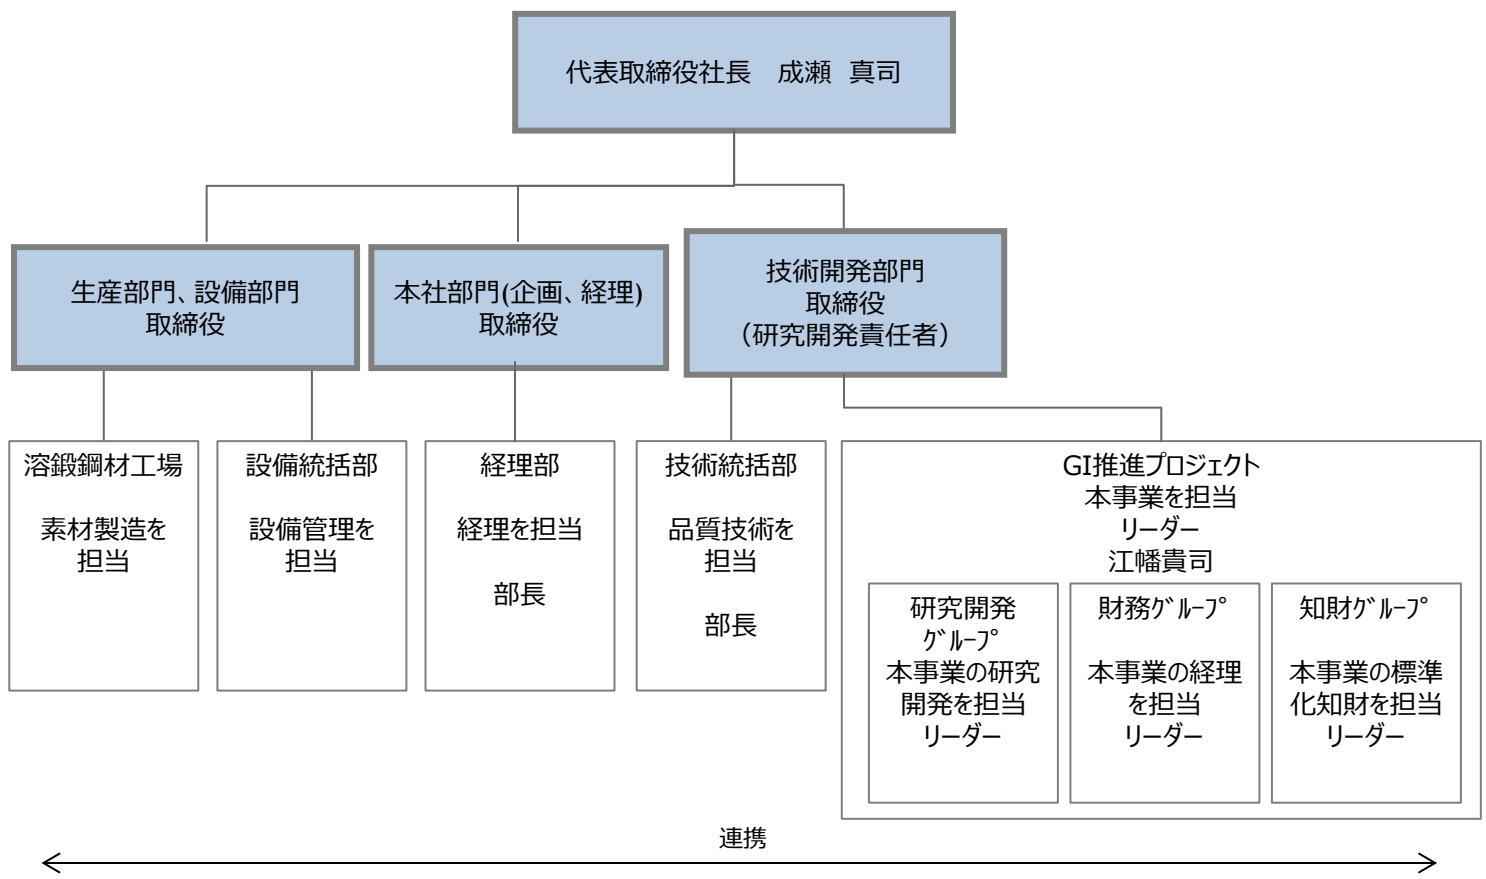 代表取締役社長　成瀬　真司
生産部門、設備部門
取締役
本社部門(企画、経理)
取締役
技術開発部門
取締役
（研究開発責任者）
溶鍛鋼材工場
素材製造を
担当
設備統括部
設備管理を
担当
経理部
経理を担当
部長
技術統括部
品質技術を
担当
部長
GI推進プロジェクト
本事業を担当
リーダー
江幡貴司
研究開発
ｸﾞﾙｰﾌﾟ
本事業の研究
開発を担当
リーダー
財務ｸﾞﾙｰﾌﾟ
本事業の経理
を担当
リーダー
知財ｸﾞﾙｰﾌﾟ
本事業の標準
化知財を担当
リーダー
連携